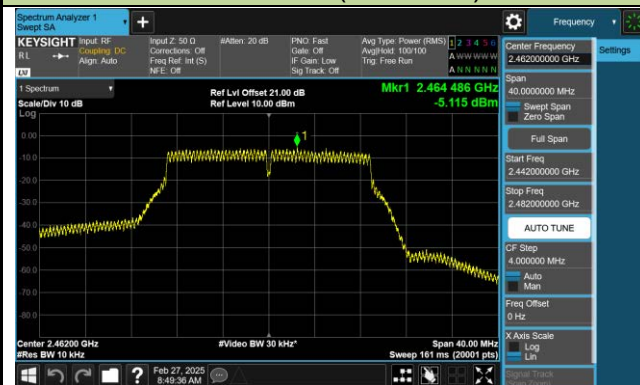 Spectrum Analyzer 1
Swept SA
Frequency
KEYSIGHT
RL
LXI
Input: RF
Coupling: DC
Align: Auto
Input Z: 50 Ω
Corrections: Off
Freq Ref: Int (S)
NFE: Off
#Atten: 20 dB
PNO: Fast
Gate: Off
IF Gain: Low
Sig Track: Off
Avg Type: Power (RMS)
Avg|Hold: 100/100
Trig: Free Run
1 2 3 4 5 6
A W W W W W
A N N N N N
1 Spectrum
Scale/Div 10 dB
Log
Ref Lvl Offset 21.00 dB
Ref Level 10.00 dBm
Mkr1 2.464 486 GHz
-5.115 dBm
1
0.00
-10.0
-20.0
-30.0
-40.0
-50.0
-60.0
-70.0
-80.0
Center 2.46200 GHz
#Res BW 10 kHz
#Video BW 30 kHz*
Span 40.00 MHz
Sweep 161 ms (20001 pts)
Center Frequency
2.462000000 GHz
Settings
Span
40.0000000 MHz
Swept Span
Zero Span
Full Span
Start Freq
2.442000000 GHz
Stop Freq
2.482000000 GHz
AUTO TUNE
CF Step
4.000000 MHz
Auto
Man
Freq Offset
0 Hz
X Axis Scale
Log
Lin
Signal Track
Feb 27, 2025
8:49:36 AM